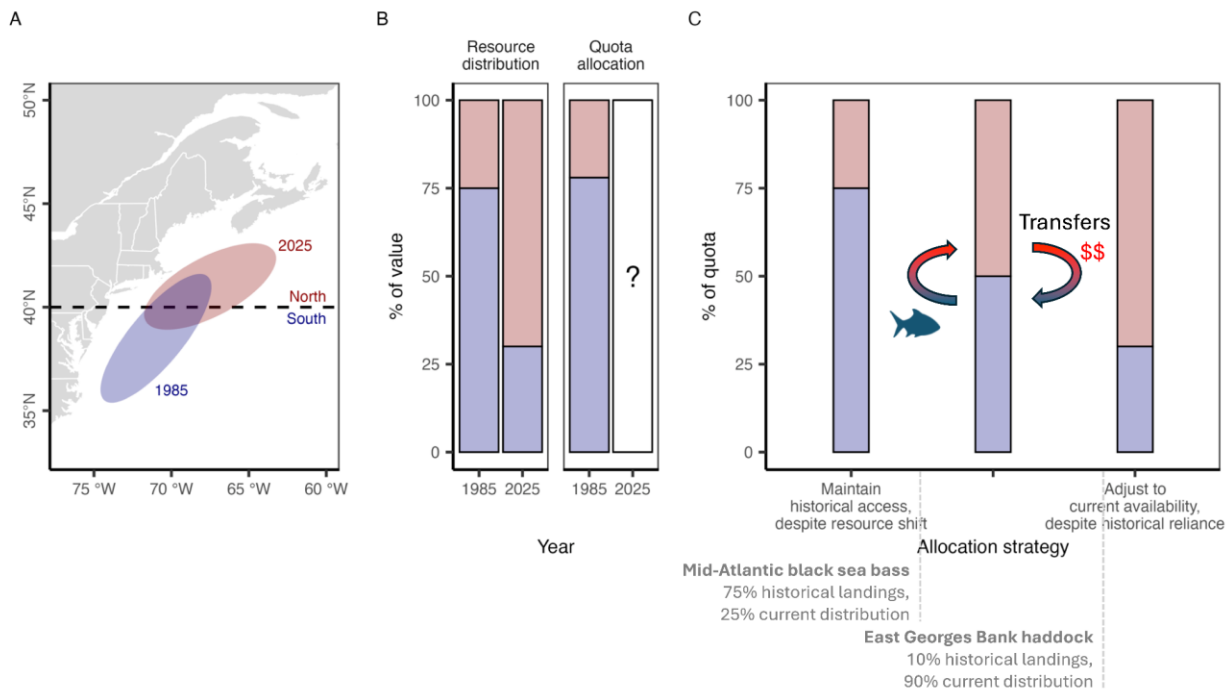 A
50°N
45°N
40°N
35°N
75 °W
70 °W
65 °W
60 °W
2025
North
South
1985
B
Resource
distribution
Quota
allocation
% of value
100
75
50
25
0
?
1985
2025
1985
2025
Year
C
% of quota
100
75
50
25
0
Transfers
$$
Maintain
historical access,
despite resource shift
Adjust to
current availability,
despite historical reliance
Allocation strategy
Mid-Atlantic black sea bass
75% historical landings,
25% current distribution
East Georges Bank haddock
10% historical landings,
90% current distribution